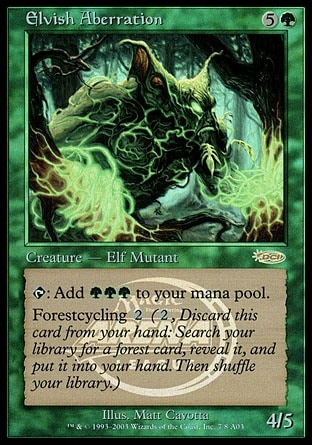 Elvish Aberration 5
Creature — Elf Mutant
DCI
: Add to your mana pool.
Forestcycling 2 (2, Discard this
card from your hand: Search your
library for a forest card, reveal it, and
put it into your hand. Then shuffle
your library.)
4/5
Illus. Matt Cavotta
™ & © 1993–2003 Wizards of the Coast, Inc. 7/8 A03